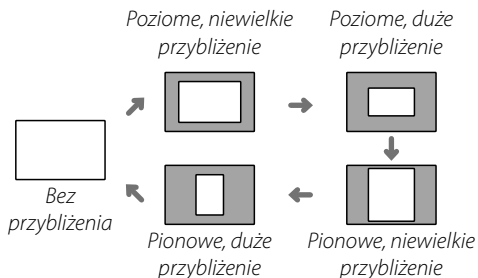 Poziome, niewielkie
przybliżenie
Poziome, duże
przybliżenie
Bez
przybliżenia
Pionowe, duże
przybliżenie
Pionowe, niewielkie
przybliżenie